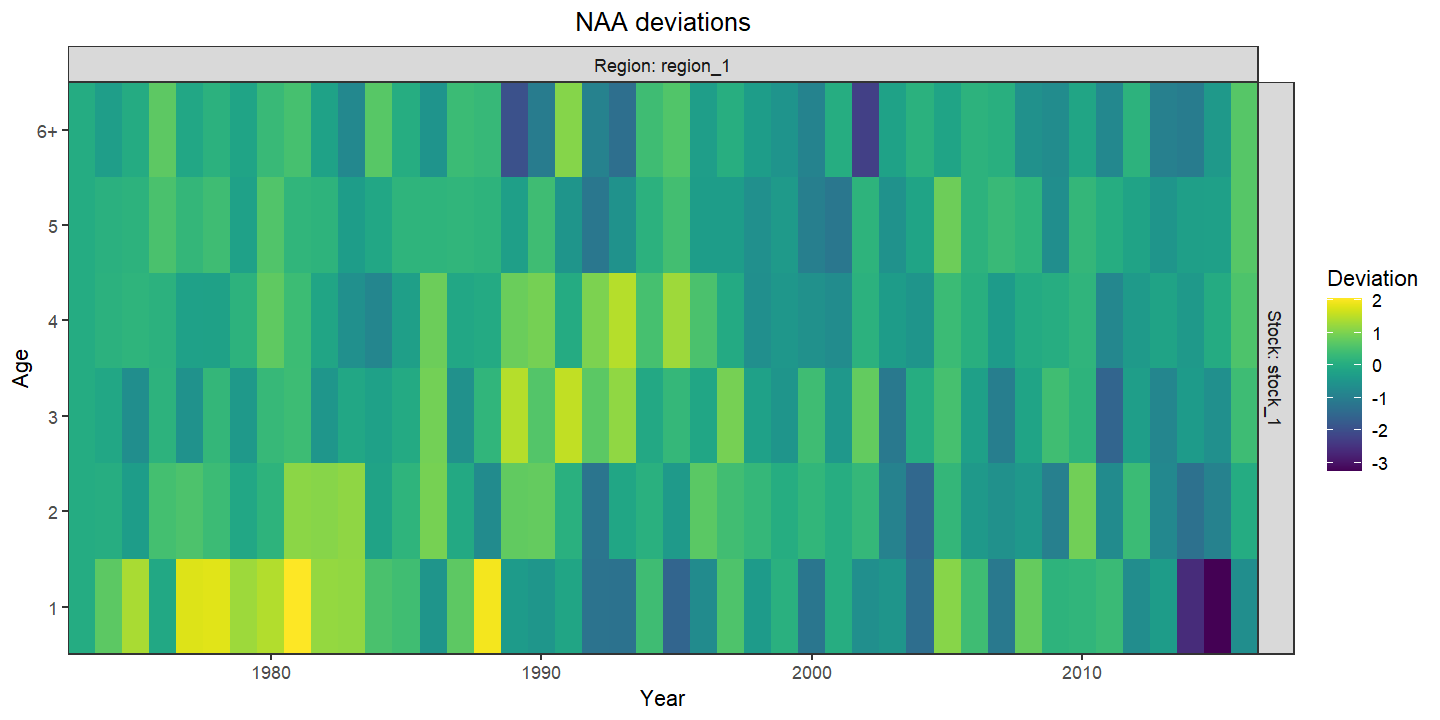 NAA deviations
Region: region_1
Stock: stock_1
Age
6+
5
4
3
2
1
1980
1990
2000
2010
Year
Deviation
2
1
0
-1
-2
-3